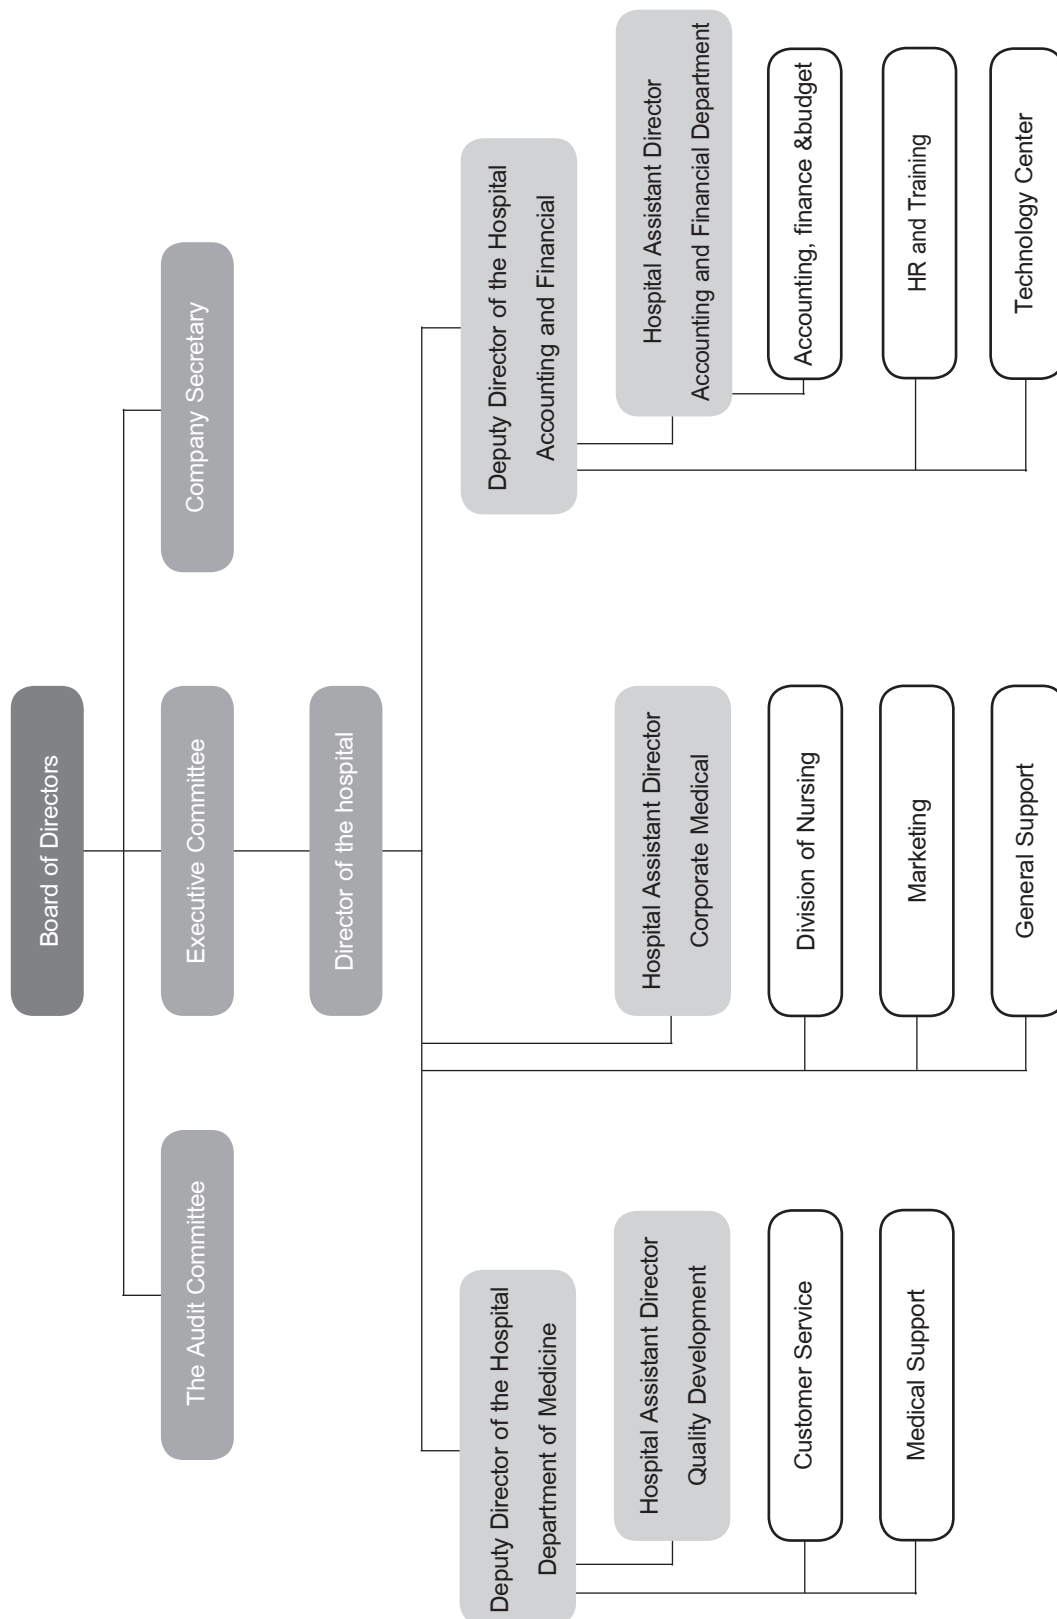 Board of Directors
The Audit Committee
Executive Committee
Company Secretary
Director of the hospital
Deputy Director of the Hospital
Department of Medicine
Deputy Director of the Hospital
Accounting and Financial
Hospital Assistant Director
Quality Development
Hospital Assistant Director
Corporate Medical
Hospital Assistant Director
Accounting and Financial Department
Customer Service
Division of Nursing
Accounting, finance &budget
Medical Support
Marketing
HR and Training
General Support
Technology Center